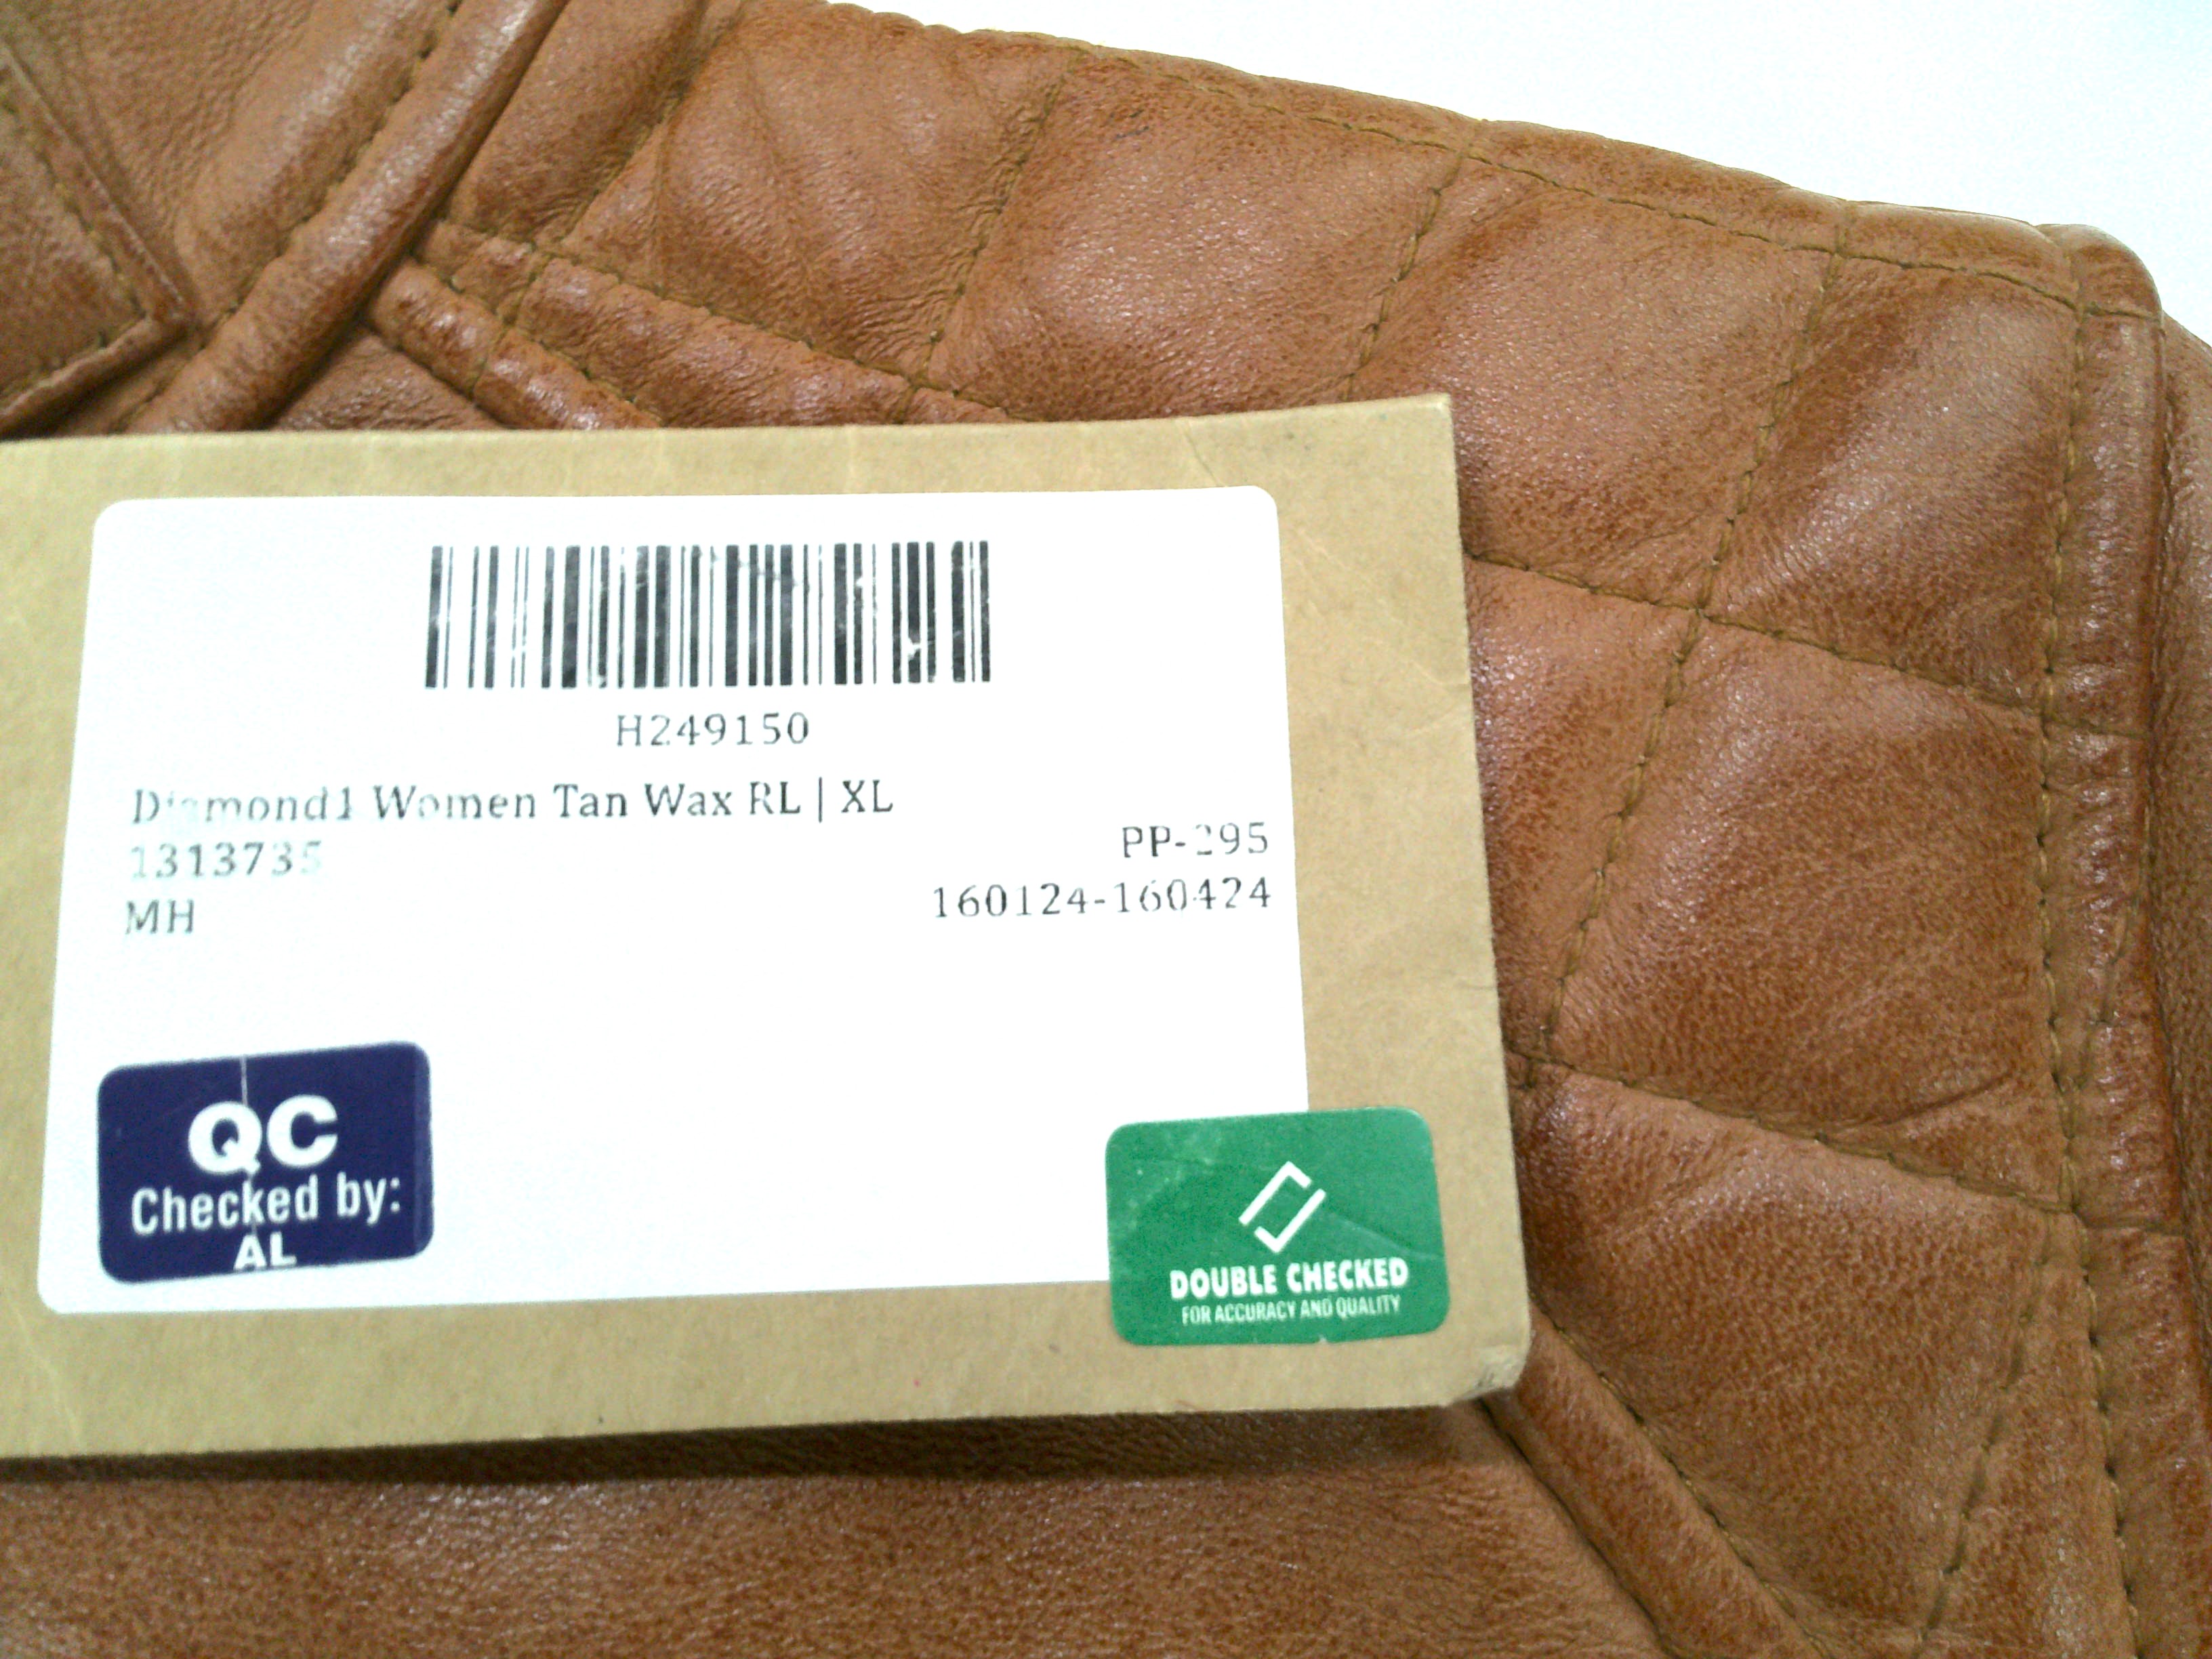 H249150
Diamond1 Women Tan Wax RL | XL
1313735
PP-295
MH
160124-160424
QC
Checked by:
AL
DOUBLE CHECKED
FOR ACCURACY AND QUALITY